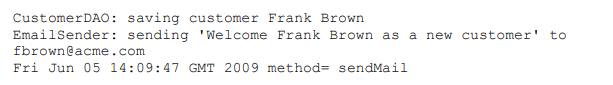 CustomerDAO: saving customer Frank Brown
EmailSender: sending 'Welcome Frank Brown as a new customer' to
fbrown@acme.com
Fri Jun 05 14:09:47 GMT 2009 method= sendMail